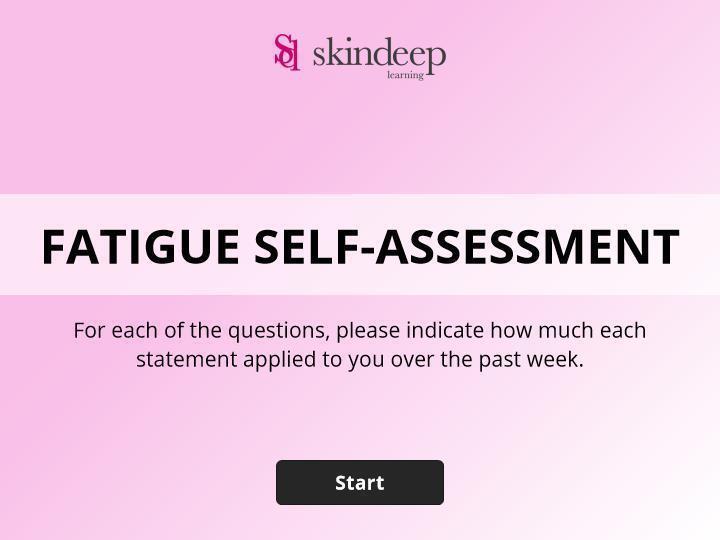 Sd skindeep
learning
FATIGUE SELF-ASSESSMENT
For each of the questions, please indicate how much each
statement applied to you over the past week.
Start